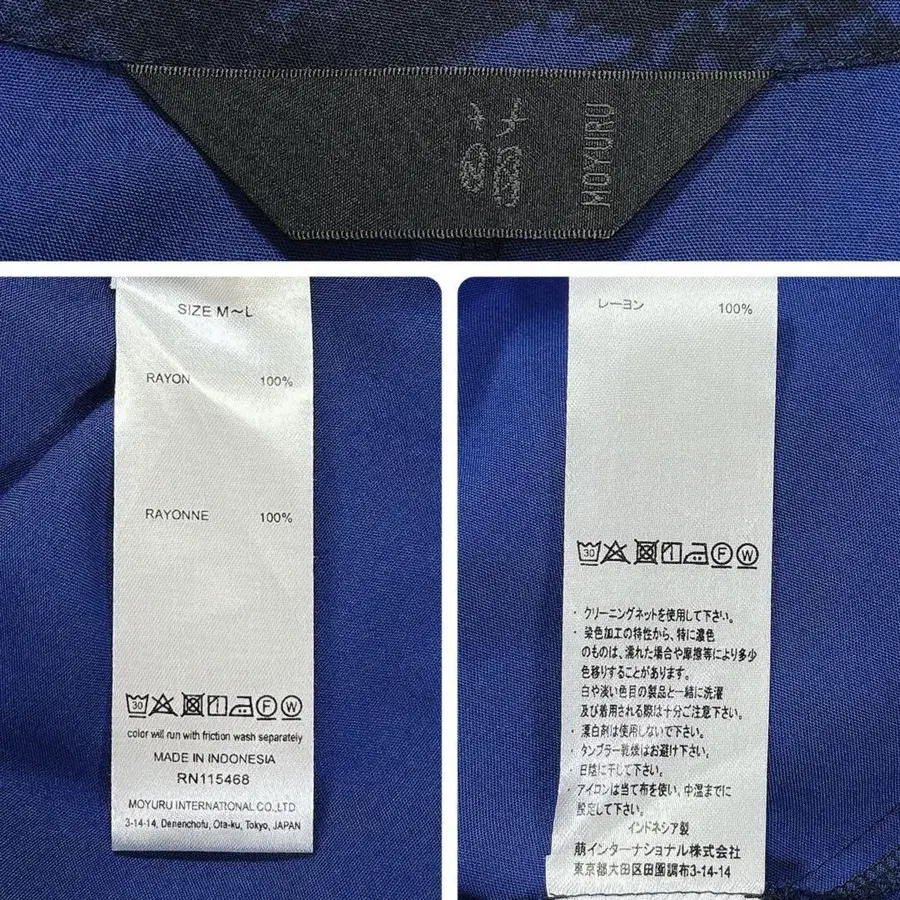 MOYURU
SIZE M～L
RAYON 100%
RAYONNE 100%
30 W
color will run with friction wash separately
MADE IN INDONESIA
RN115468
MOYURU INTERNATIONAL CO.,LTD
3-14-14, Denenchofu, Ota-ku, Tokyo, JAPAN
レーヨン 100%
30 F W
・クリーニングネットを使用して下さい。
・染色加工の特性から、特に濃色
のものは、濡れた場合や摩擦等により多少
色移りすることがあります。
白や淡い色目の製品と一緒に洗濯
及び着用される際は十分ご注意下さい。
・漂白剤は使用しないで下さい。
・タンブラー乾燥はお避け下さい。
・日陰に干して下さい。
・アイロンは当て布を使い、中温までに
設定して下さい。
インドネシア製
萠インターナショナル株式会社
東京都大田区田園調布3-14-14